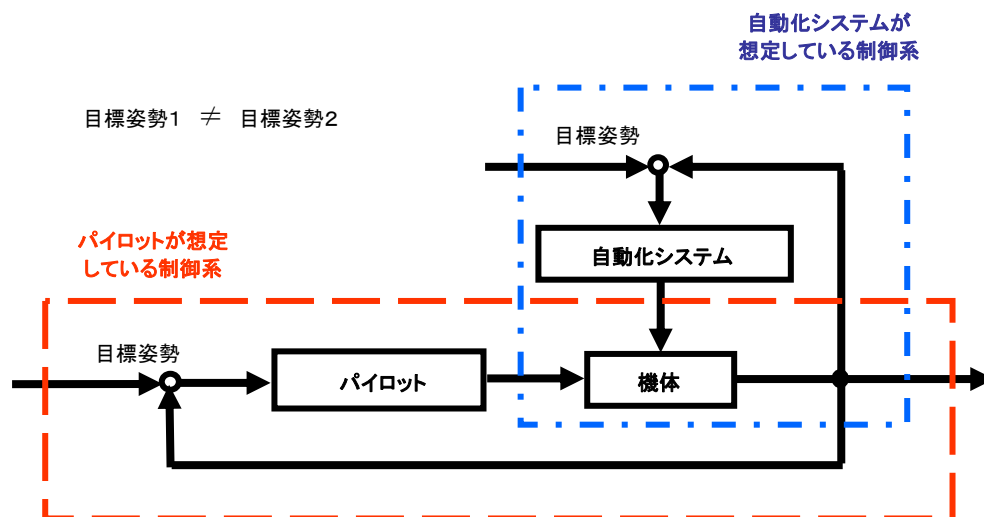 自動化システムが
想定している制御系
目標姿勢1 ≠ 目標姿勢2
目標姿勢
自動化システム
パイロットが想定
している制御系
目標姿勢
パイロット
機体